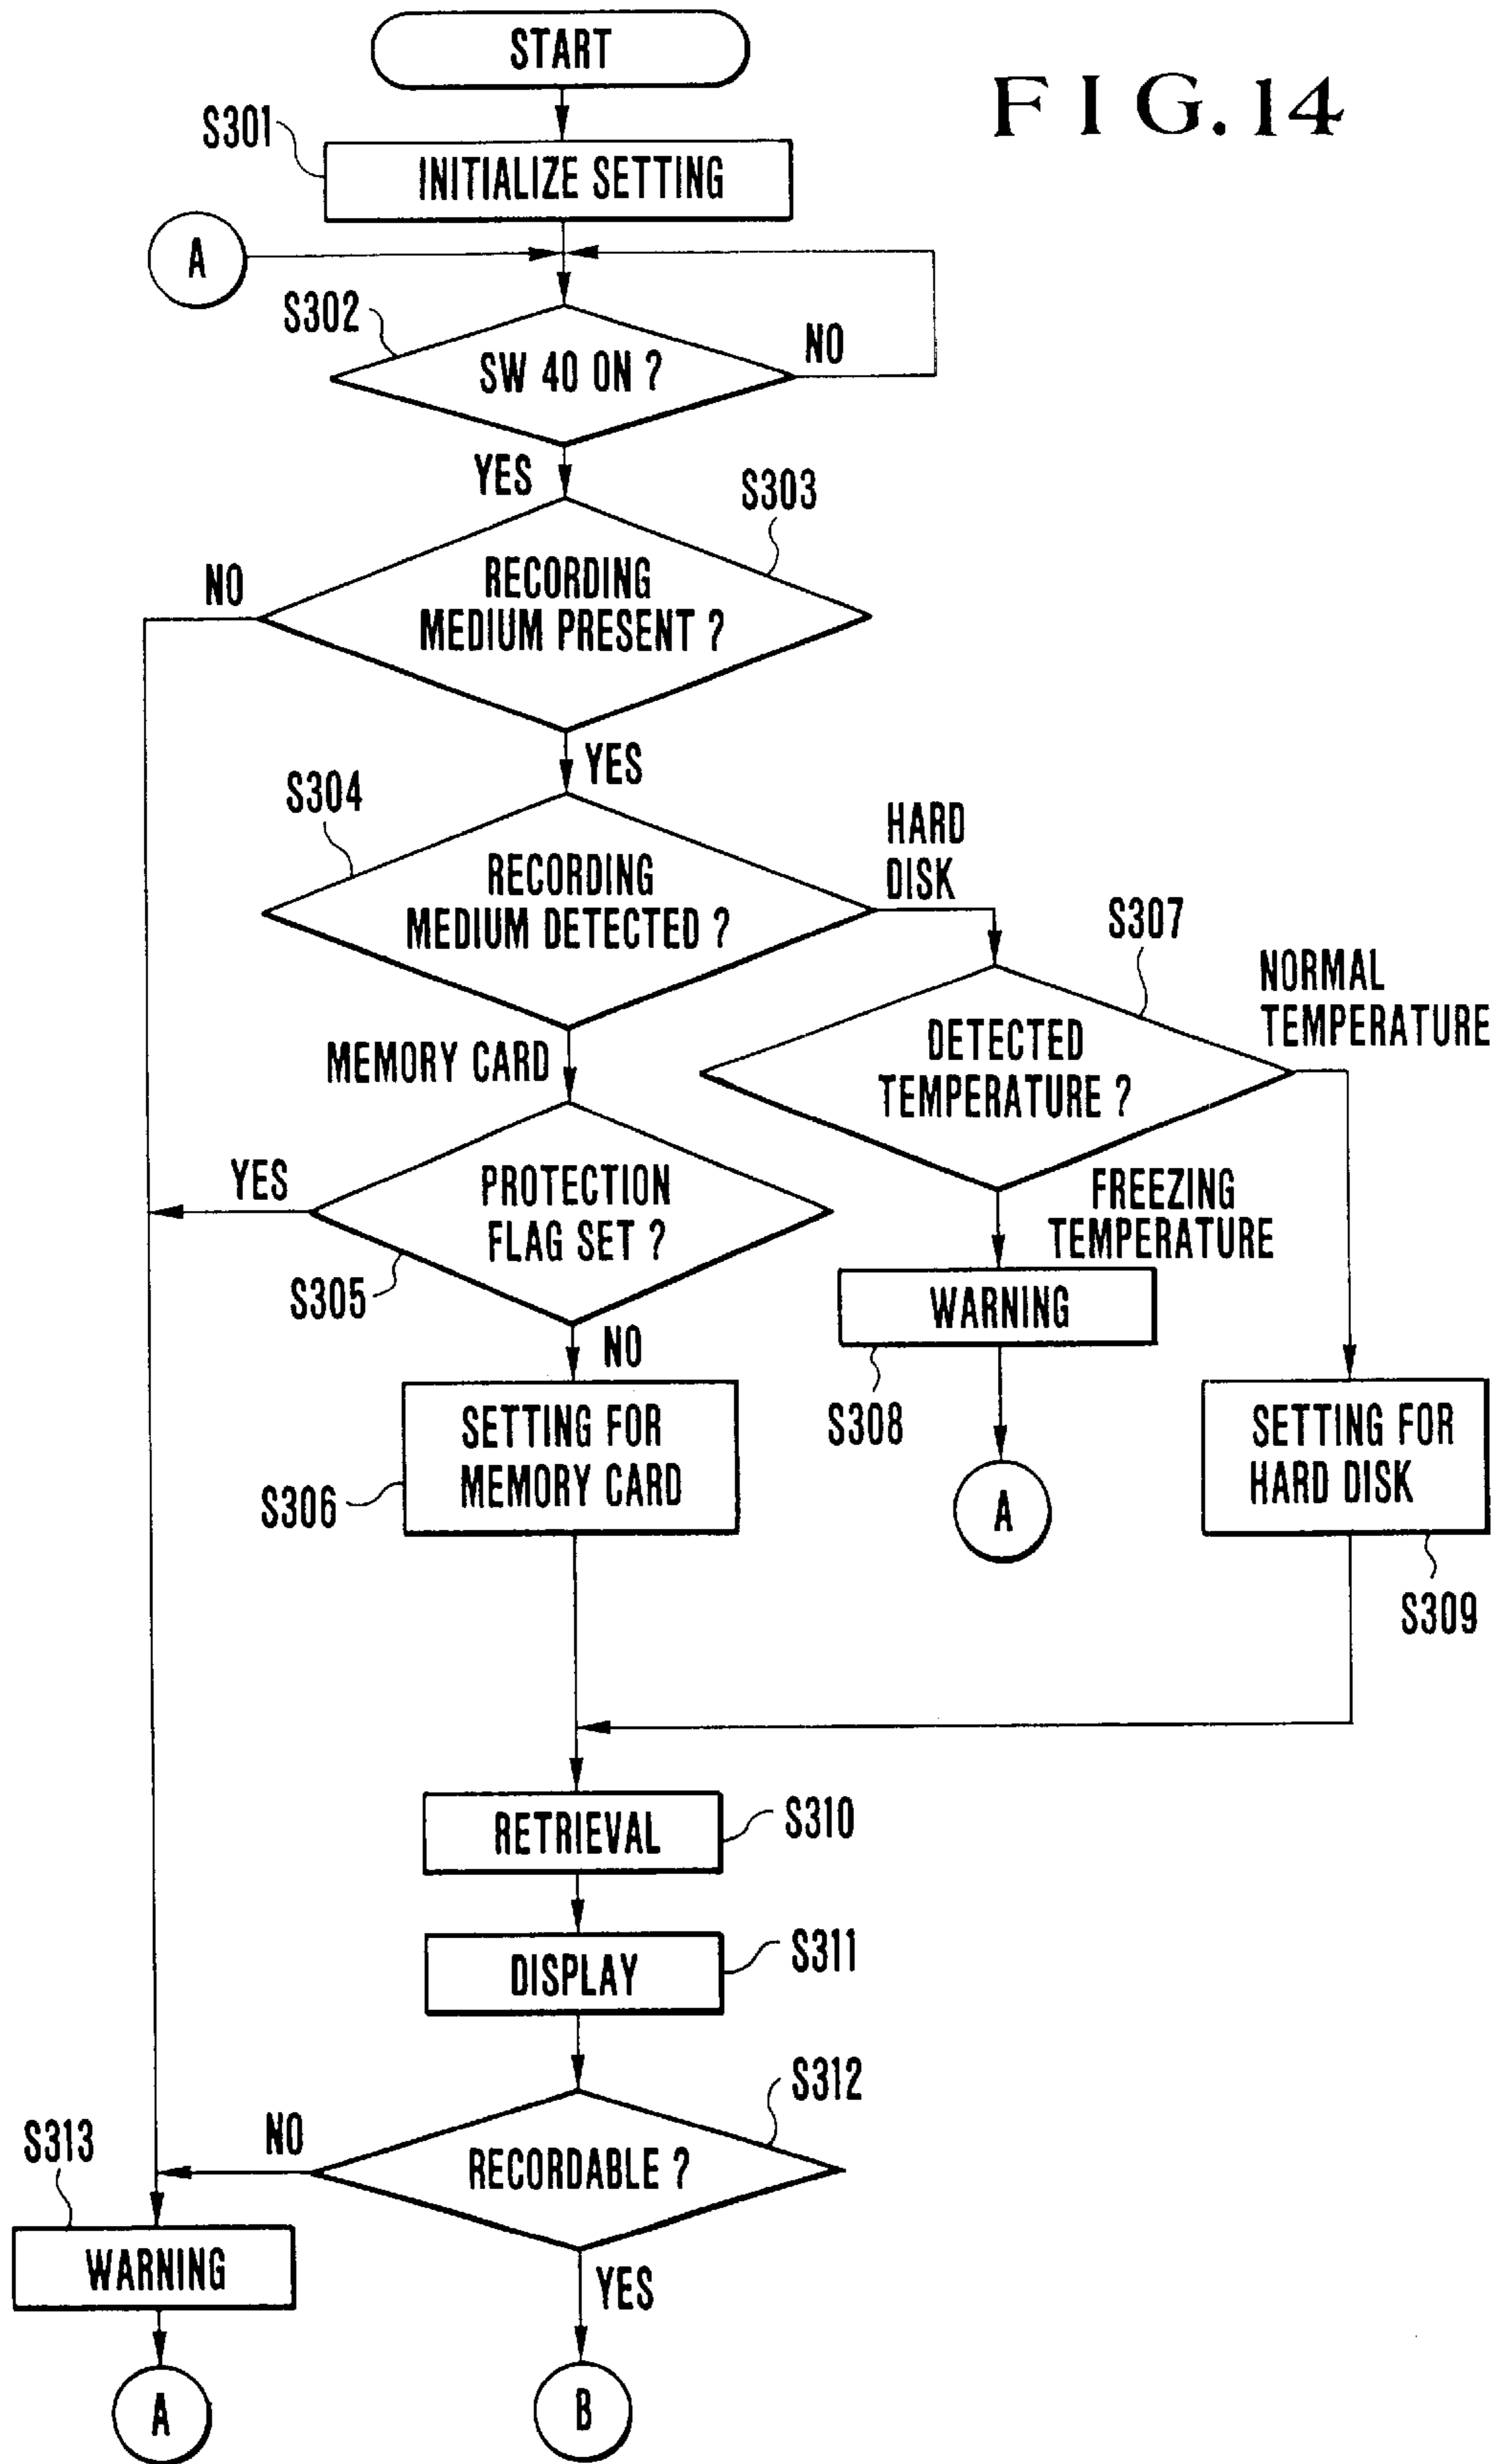 START
FIG. 14
S301
INITIALIZE SETTING
A
S302
SW 40 ON ?
NO
YES
S303
NO
RECORDING
MEDIUM PRESENT ?
YES
S304
RECORDING
MEDIUM DETECTED ?
HARD
DISK
S307
NORMAL
TEMPERATURE
MEMORY CARD
DETECTED
TEMPERATURE ?
YES
PROTECTION
FLAG SET ?
S305
FREEZING
TEMPERATURE
NO
WARNING
S308
SETTING FOR
MEMORY CARD
S306
A
SETTING FOR
HARD DISK
S309
RETRIEVAL
S310
DISPLAY
S311
S312
NO
RECORDABLE ?
S313
WARNING
YES
A
B